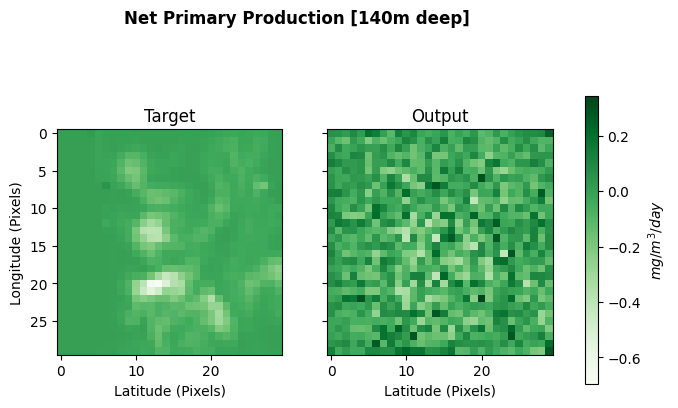 Net Primary Production [140m deep]
Target
Output
0
5
10
15
20
25
Longitude (Pixels)
0
10
20
Latitude (Pixels)
0
10
20
Latitude (Pixels)
0.2
0.0
−0.2
−0.4
−0.6
mg/m³/day